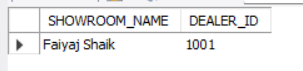 SHOWROOM_NAME DEALER_ID
Faiyaj Shaik 1001